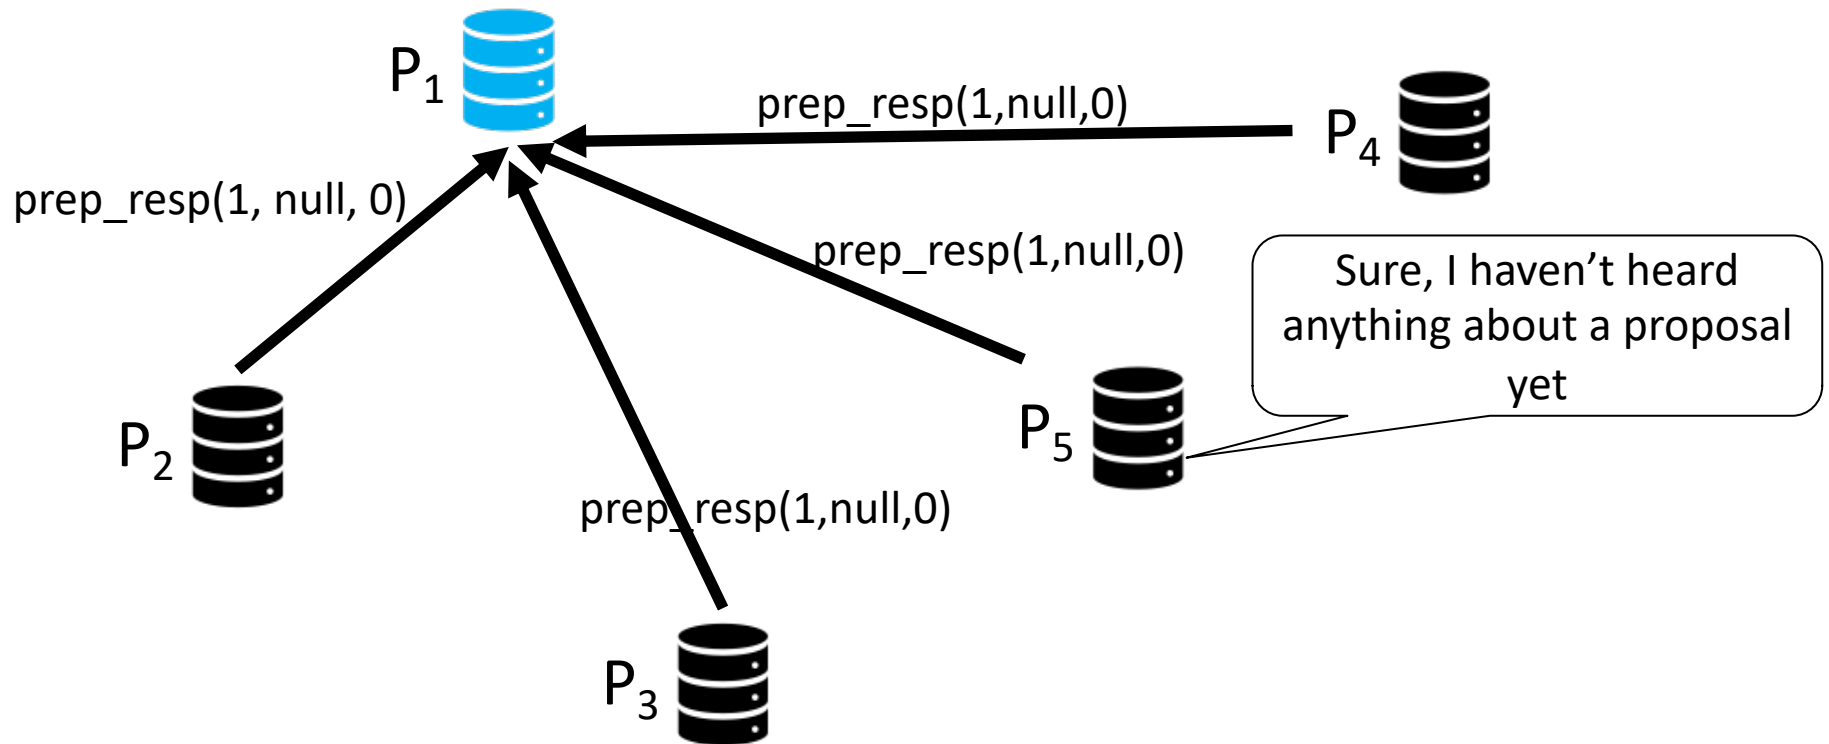 P₁
prep_resp(1,null,0)
P₄
prep_resp(1, null, 0)
prep_resp(1,null,0)
Sure, I haven’t heard
anything about a proposal
yet
P₂
P₅
prep_resp(1,null,0)
P₃